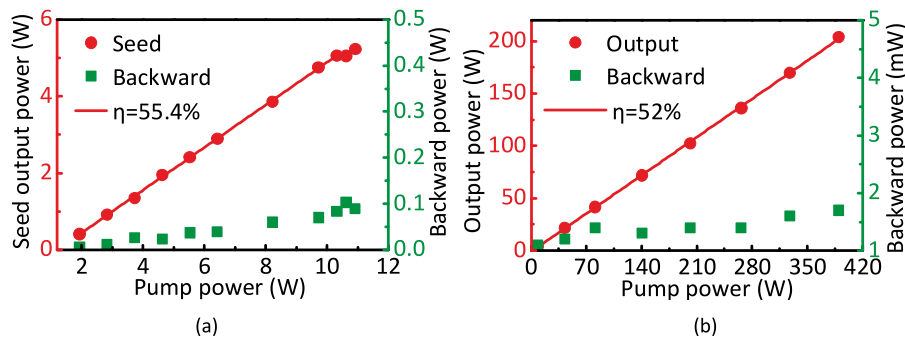 6
4
2
0
Seed output power (W)
Seed
Backward
η=55.4%
0.5
0.4
0.3
0.2
0.1
0.0
Backward power (W)
2 4 6 8 10 12
Pump power (W)
(a)
200
150
100
50
0
Output power (W)
Output
Backward
η=52%
5
4
3
2
1
Backward power (mW)
0 70 140 210 280 350 420
Pump power (W)
(b)